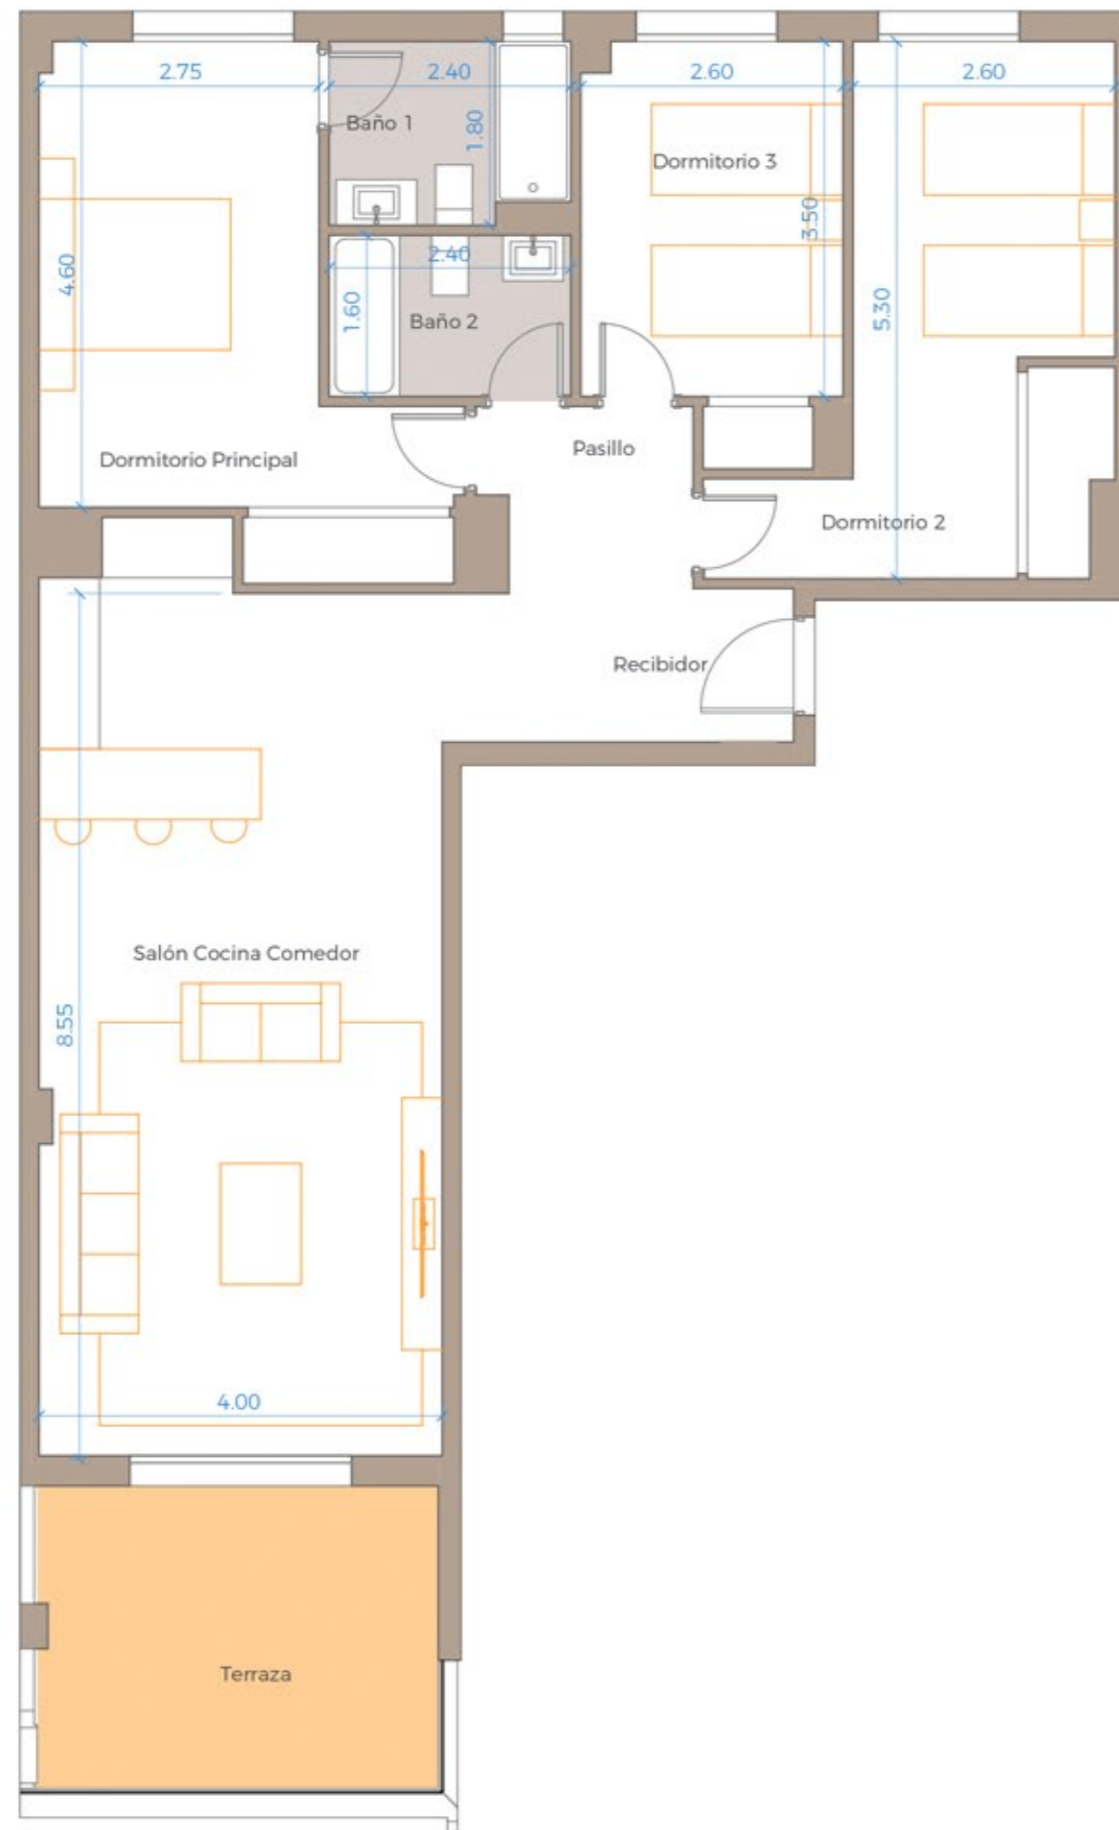 2.75
2.40
2.60
2.60
Baño 1
1.80
Dormitorio 3
3.50
4.60
2.40
1.60
Baño 2
5.30
Dormitorio Principal
Pasillo
Dormitorio 2
Recibidor
Salón Cocina Comedor
8.55
4.00
Terraza